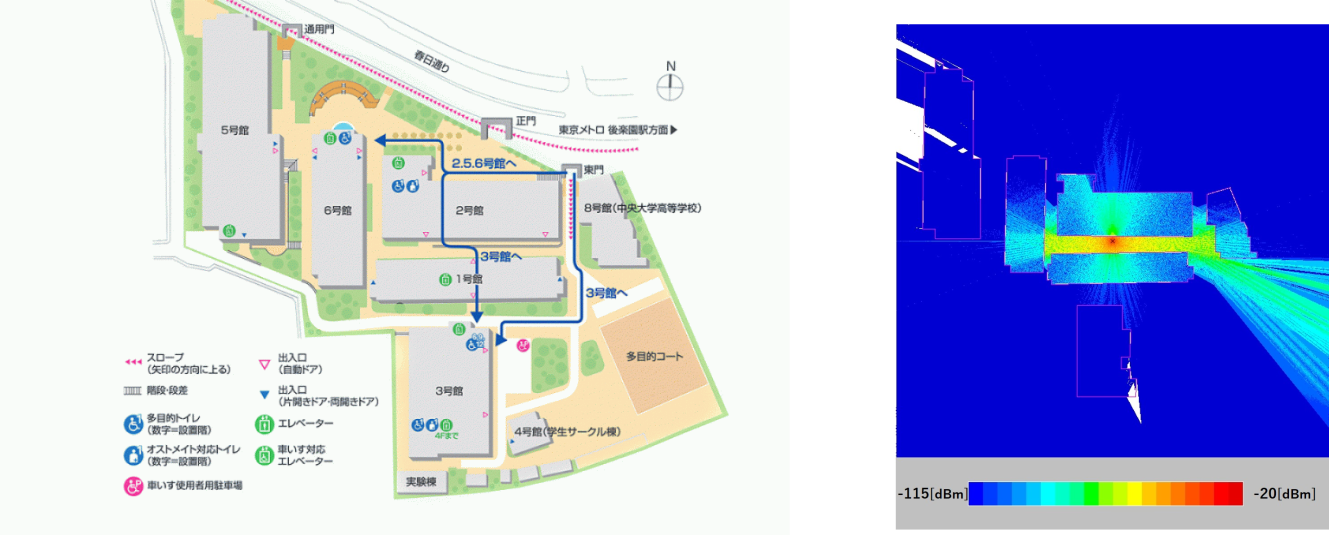 通用門
春日通り
N
正門
東京メトロ 後楽園駅方面▶
5号館
2.5.6号館へ
東門
6号館
2号館
8号館(中央大学高等学校)
3号館へ
1号館
3号館へ
多目的コート
3号館
4Fまで
4号館(学生サークル棟)
実験棟
スロープ
(矢印の方向に上る)
階段・段差
多目的トイレ
(数字=設置階)
オストメイト対応トイレ
(数字=設置階)
車いす使用者用駐車場
出入口
(自動ドア)
出入口
(片開きドア・両開きドア)
エレベーター
車いす対応
エレベーター
-115[dBm]
-20[dBm]